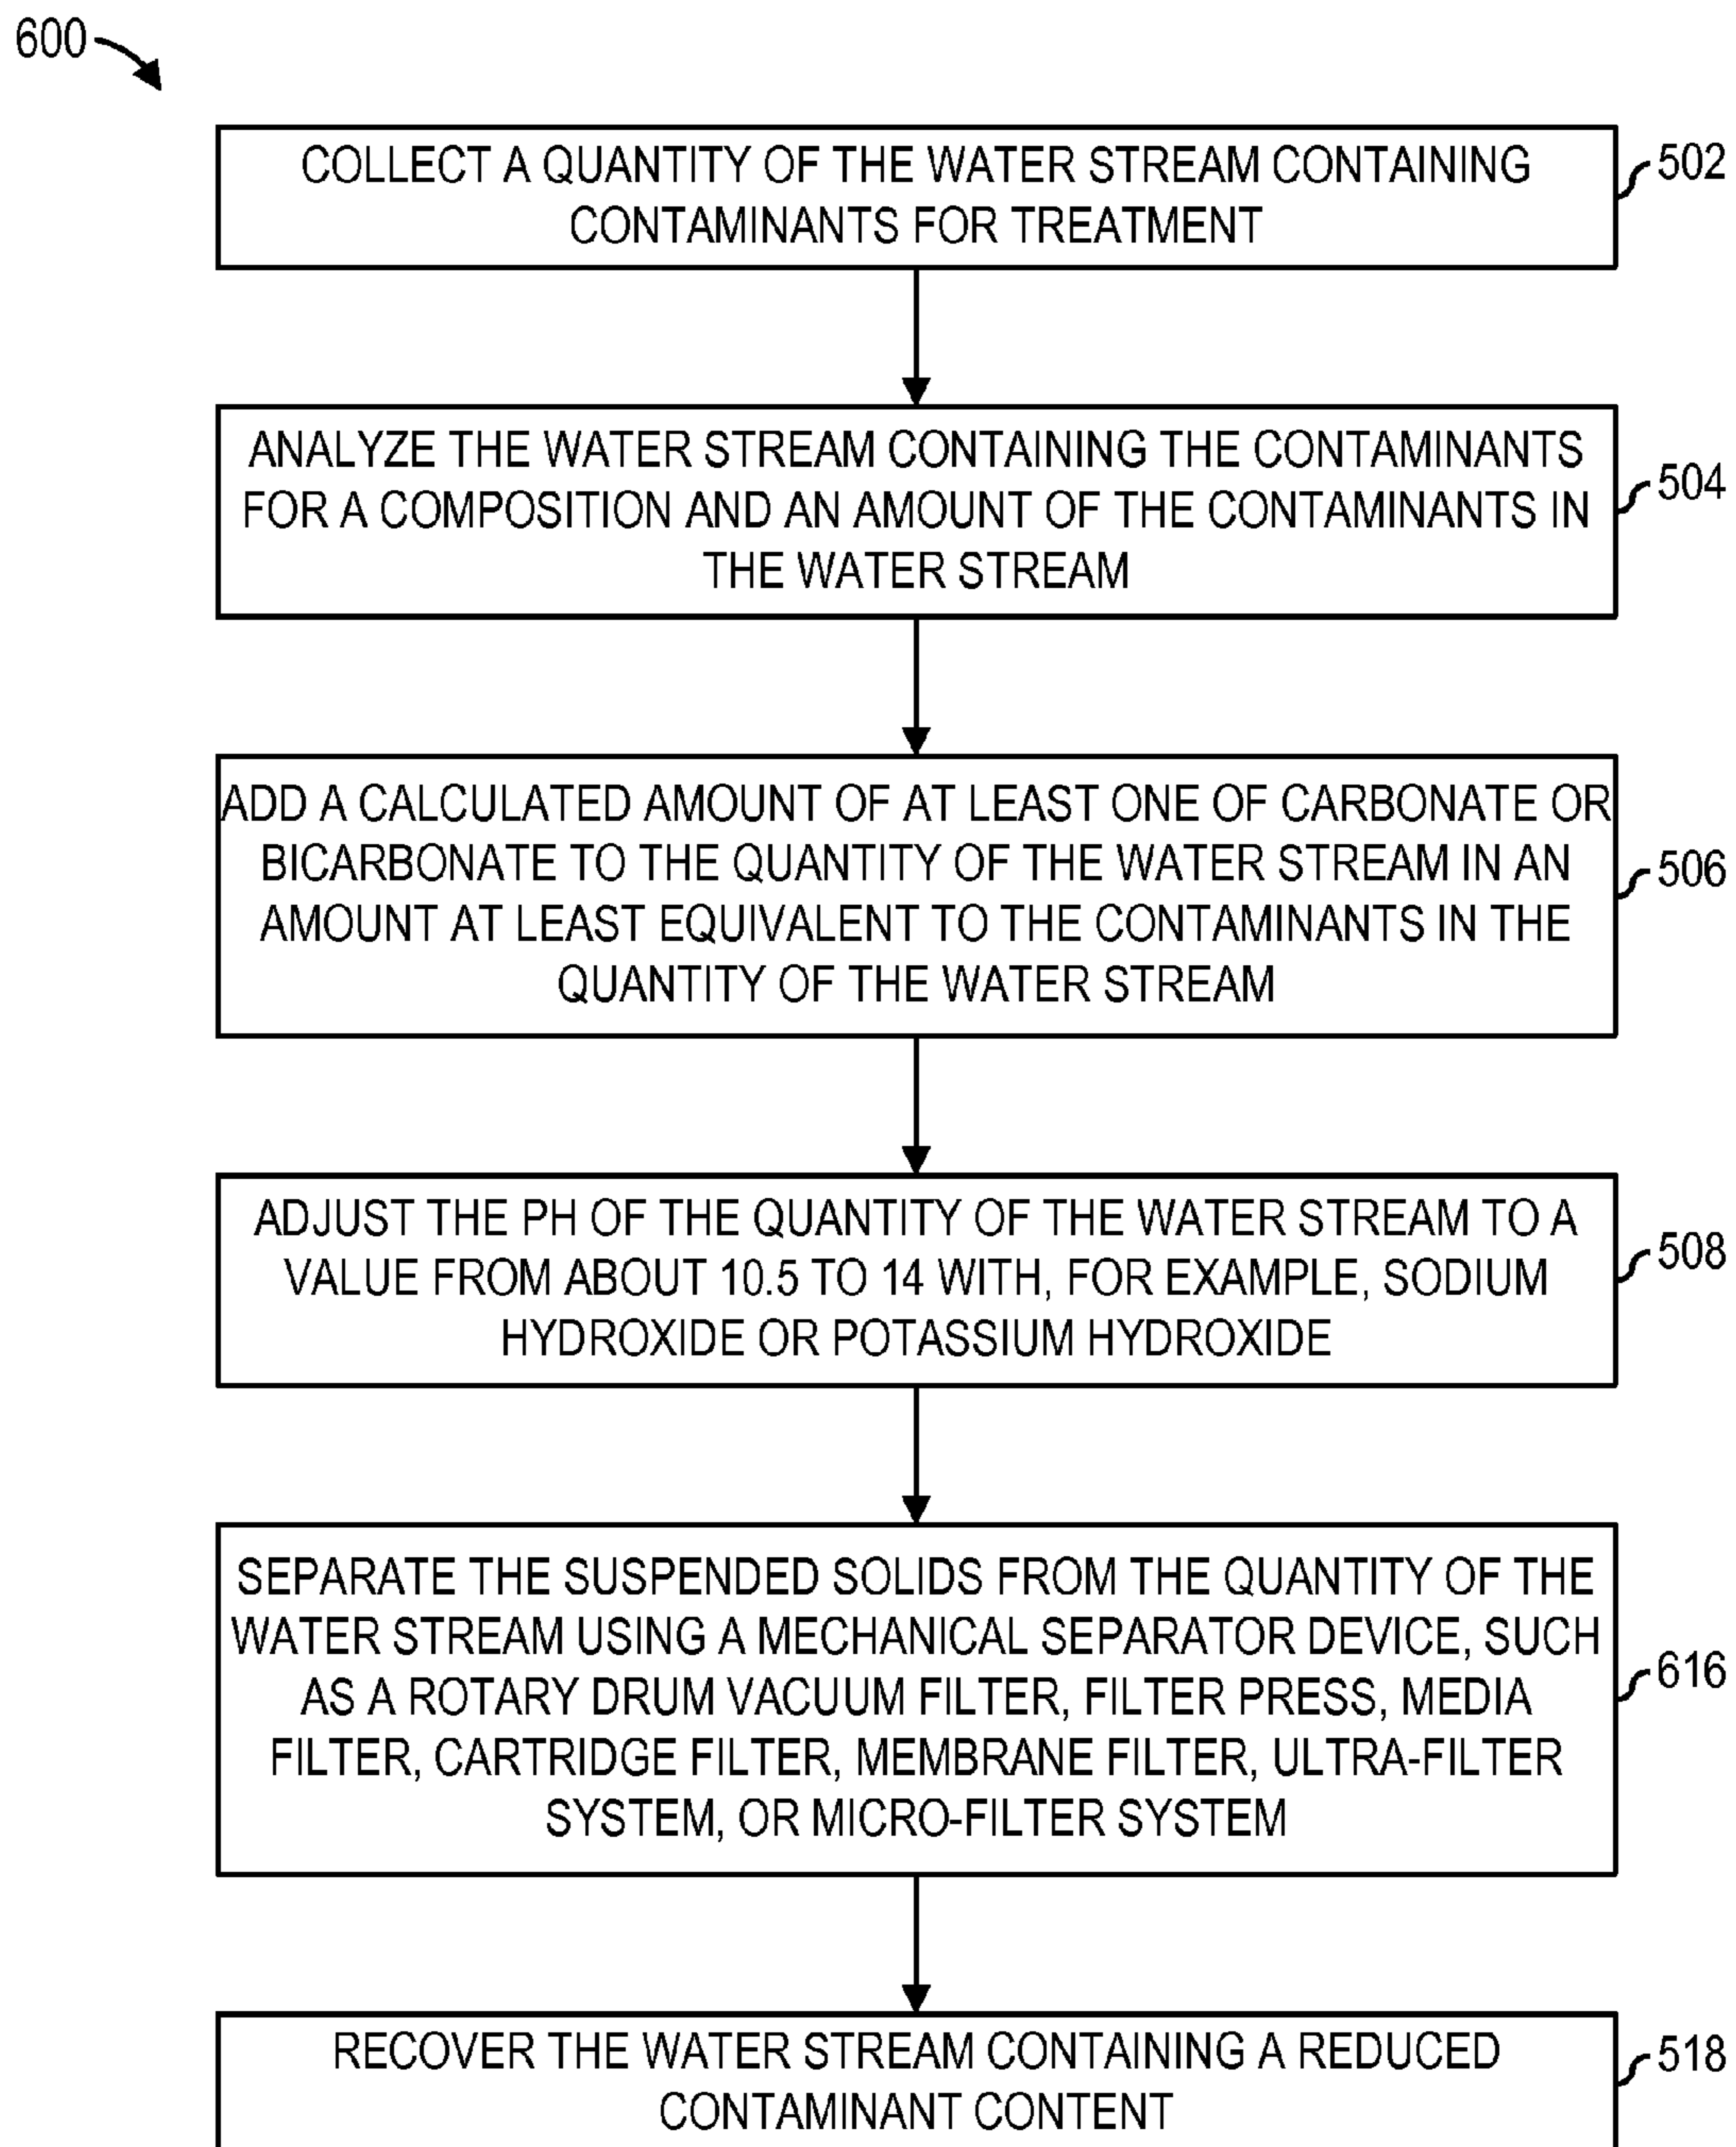 600
COLLECT A QUANTITY OF THE WATER STREAM CONTAINING
CONTAMINANTS FOR TREATMENT
502
ANALYZE THE WATER STREAM CONTAINING THE CONTAMINANTS
FOR A COMPOSITION AND AN AMOUNT OF THE CONTAMINANTS IN
THE WATER STREAM
504
ADD A CALCULATED AMOUNT OF AT LEAST ONE OF CARBONATE OR
BICARBONATE TO THE QUANTITY OF THE WATER STREAM IN AN
AMOUNT AT LEAST EQUIVALENT TO THE CONTAMINANTS IN THE
QUANTITY OF THE WATER STREAM
506
ADJUST THE PH OF THE QUANTITY OF THE WATER STREAM TO A
VALUE FROM ABOUT 10.5 TO 14 WITH, FOR EXAMPLE, SODIUM
HYDROXIDE OR POTASSIUM HYDROXIDE
508
SEPARATE THE SUSPENDED SOLIDS FROM THE QUANTITY OF THE
WATER STREAM USING A MECHANICAL SEPARATOR DEVICE, SUCH
AS A ROTARY DRUM VACUUM FILTER, FILTER PRESS, MEDIA
FILTER, CARTRIDGE FILTER, MEMBRANE FILTER, ULTRA-FILTER
SYSTEM, OR MICRO-FILTER SYSTEM
616
RECOVER THE WATER STREAM CONTAINING A REDUCED
CONTAMINANT CONTENT
518